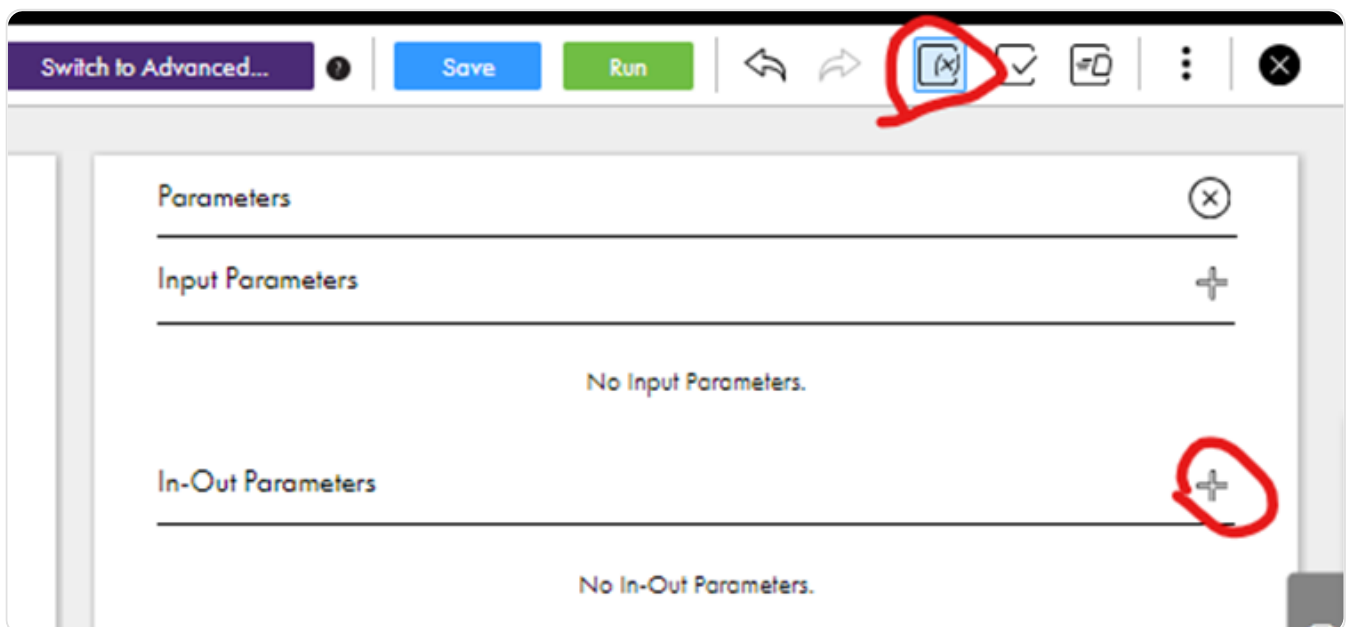 Switch to Advanced... ? Save Run (x)
Parameters
Input Parameters
No Input Parameters.
In-Out Parameters
No In-Out Parameters.